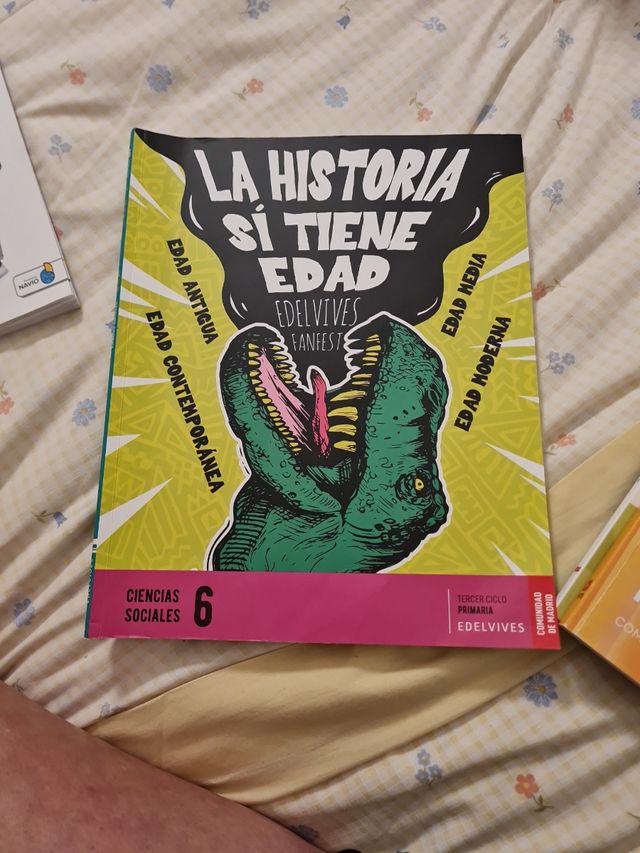 LA HISTORIA
SÍ TIENE
EDAD
EDELVIVES
FANFEST
EDAD ANTIGUA
EDAD CONTEMPORÁNEA
EDAD MEDIA
EDAD MODERNA
CIENCIAS
SOCIALES 6
TERCER CICLO
PRIMARIA
EDELVIVES
COMUNIDAD
DE MADRID
NAVIO